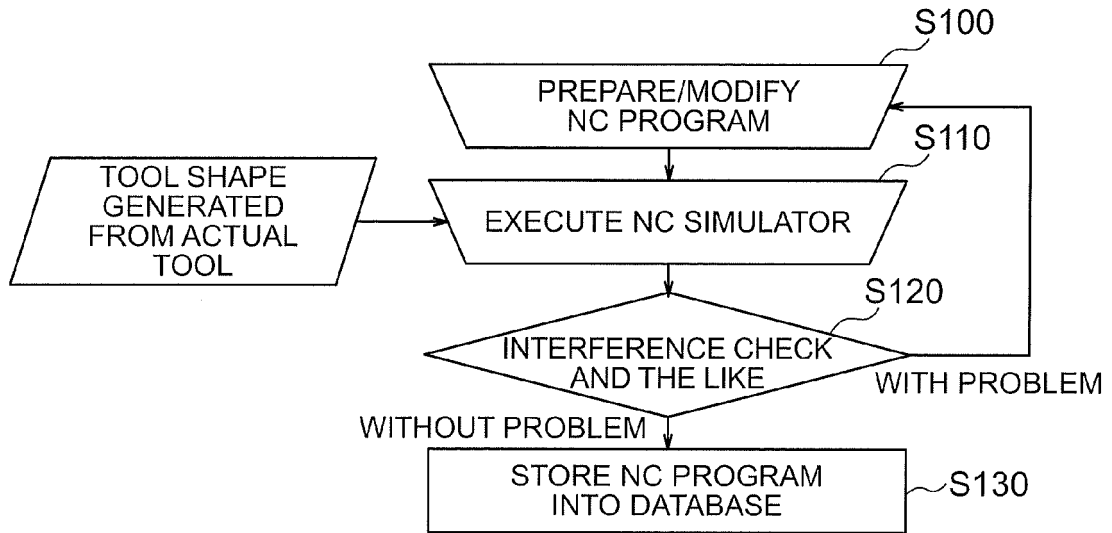 S100
PREPARE/MODIFY
NC PROGRAM
S110
TOOL SHAPE
GENERATED
FROM ACTUAL
TOOL
EXECUTE NC SIMULATOR
S120
INTERFERENCE CHECK
AND THE LIKE
WITH PROBLEM
WITHOUT PROBLEM
STORE NC PROGRAM
INTO DATABASE
S130